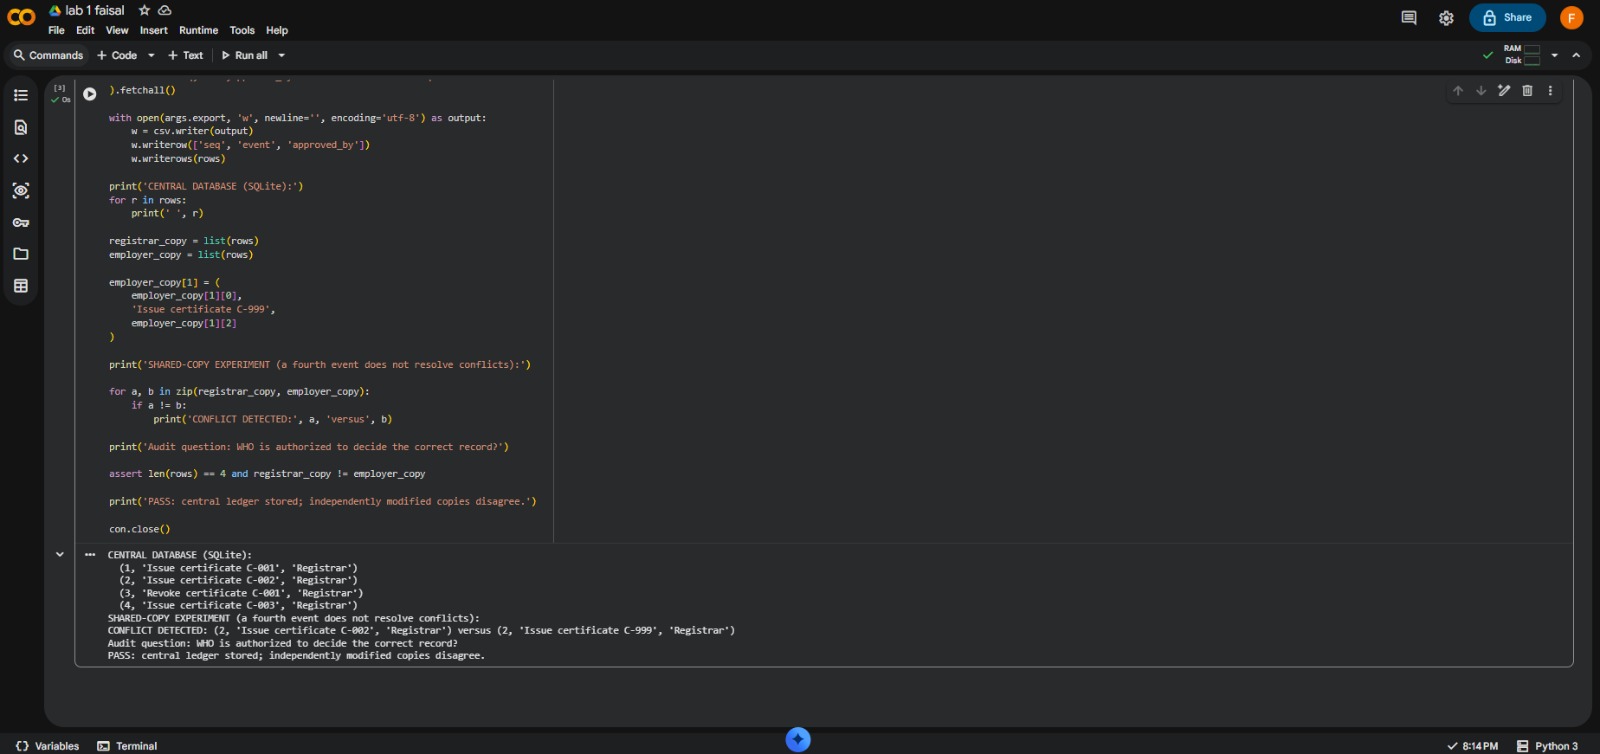 lab 1 faisal
File Edit View Insert Runtime Tools Help
Share
F
Commands + Code + Text Run all
RAM
Disk
[3]
0s
).fetchall()
with open(args.export, 'w', newline='', encoding='utf-8') as output:
w = csv.writer(output)
w.writerow(['seq', 'event', 'approved_by'])
w.writerows(rows)
print('CENTRAL DATABASE (SQLite):')
for r in rows:
print(' ', r)
registrar_copy = list(rows)
employer_copy = list(rows)
employer_copy[1] = (
employer_copy[1][0],
'Issue certificate C-999',
employer_copy[1][2]
)
print('SHARED-COPY EXPERIMENT (a fourth event does not resolve conflicts):')
for a, b in zip(registrar_copy, employer_copy):
if a != b:
print('CONFLICT DETECTED:', a, 'versus', b)
print('Audit question: WHO is authorized to decide the correct record?')
assert len(rows) == 4 and registrar_copy != employer_copy
print('PASS: central ledger stored; independently modified copies disagree.')
con.close()
CENTRAL DATABASE (SQLite):
(1, 'Issue certificate C-001', 'Registrar')
(2, 'Issue certificate C-002', 'Registrar')
(3, 'Revoke certificate C-001', 'Registrar')
(4, 'Issue certificate C-003', 'Registrar')
SHARED-COPY EXPERIMENT (a fourth event does not resolve conflicts):
CONFLICT DETECTED: (2, 'Issue certificate C-002', 'Registrar') versus (2, 'Issue certificate C-999', 'Registrar')
Audit question: WHO is authorized to decide the correct record?
PASS: central ledger stored; independently modified copies disagree.
Variables Terminal
8:14 PM Python 3